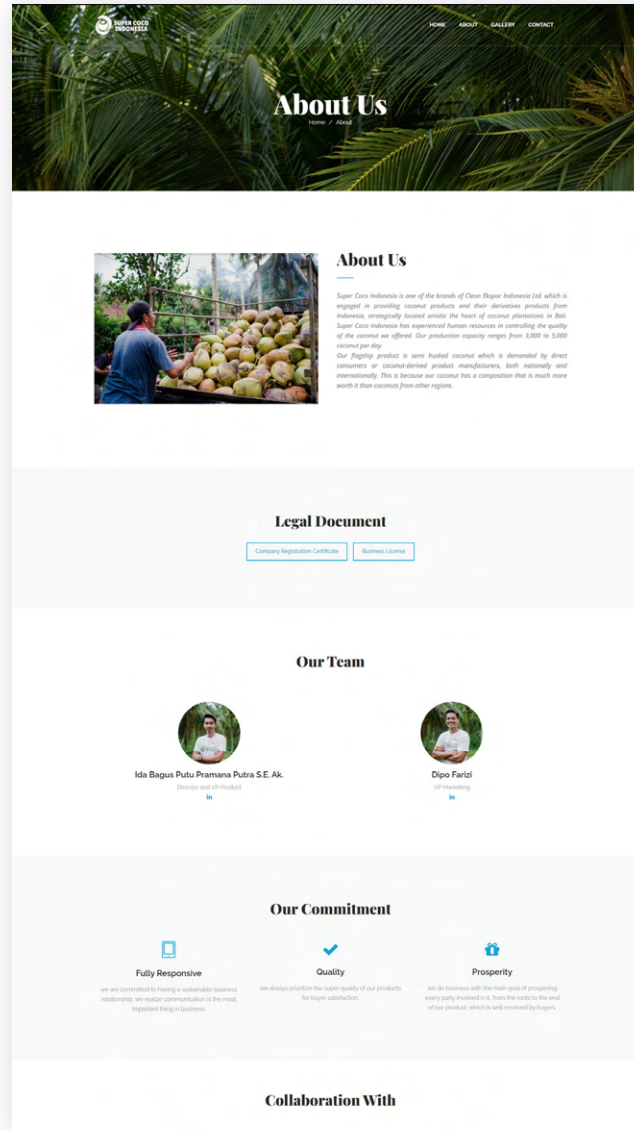 SUPER COCO
INDONESIA
HOME ABOUT GALLERY CONTACT
About Us
Home / About
About Us
Super Coco Indonesia is one of the brands of Cleon Ekspor Indonesia Ltd. which is
engaged in providing coconut products and their derivatives products from
Indonesia, strategically located amidst the heart of coconut plantations in Bali.
Super Coco Indonesia has experienced human resources in controlling the quality
of the coconut we offered. Our production capacity ranges from 3,000 to 5,000
coconut per day.
Our flagship product is semi husked coconut which is demanded by direct
consumers or coconut-derived product manufacturers, both nationally and
internationally. This is because our coconut has a composition that is much more
worth it than coconuts from other regions.
Legal Document
Company Registration Certificate Business License
Our Team
Ida Bagus Putu Pramana Putra S.E. Ak.
Director and VP Product
in
Dipo Farizi
VP Marketing
in
Our Commitment
Fully Responsive
we are committed to having a sustainable business
relationship, we realize communication is the most
important thing in business.
Quality
we always prioritize the super quality of our products
for buyer satisfaction.
Prosperity
we do business with the main goal of prospering
every party involved in it, from the roots to the end
of our product, which is well received by buyers.
Collaboration With